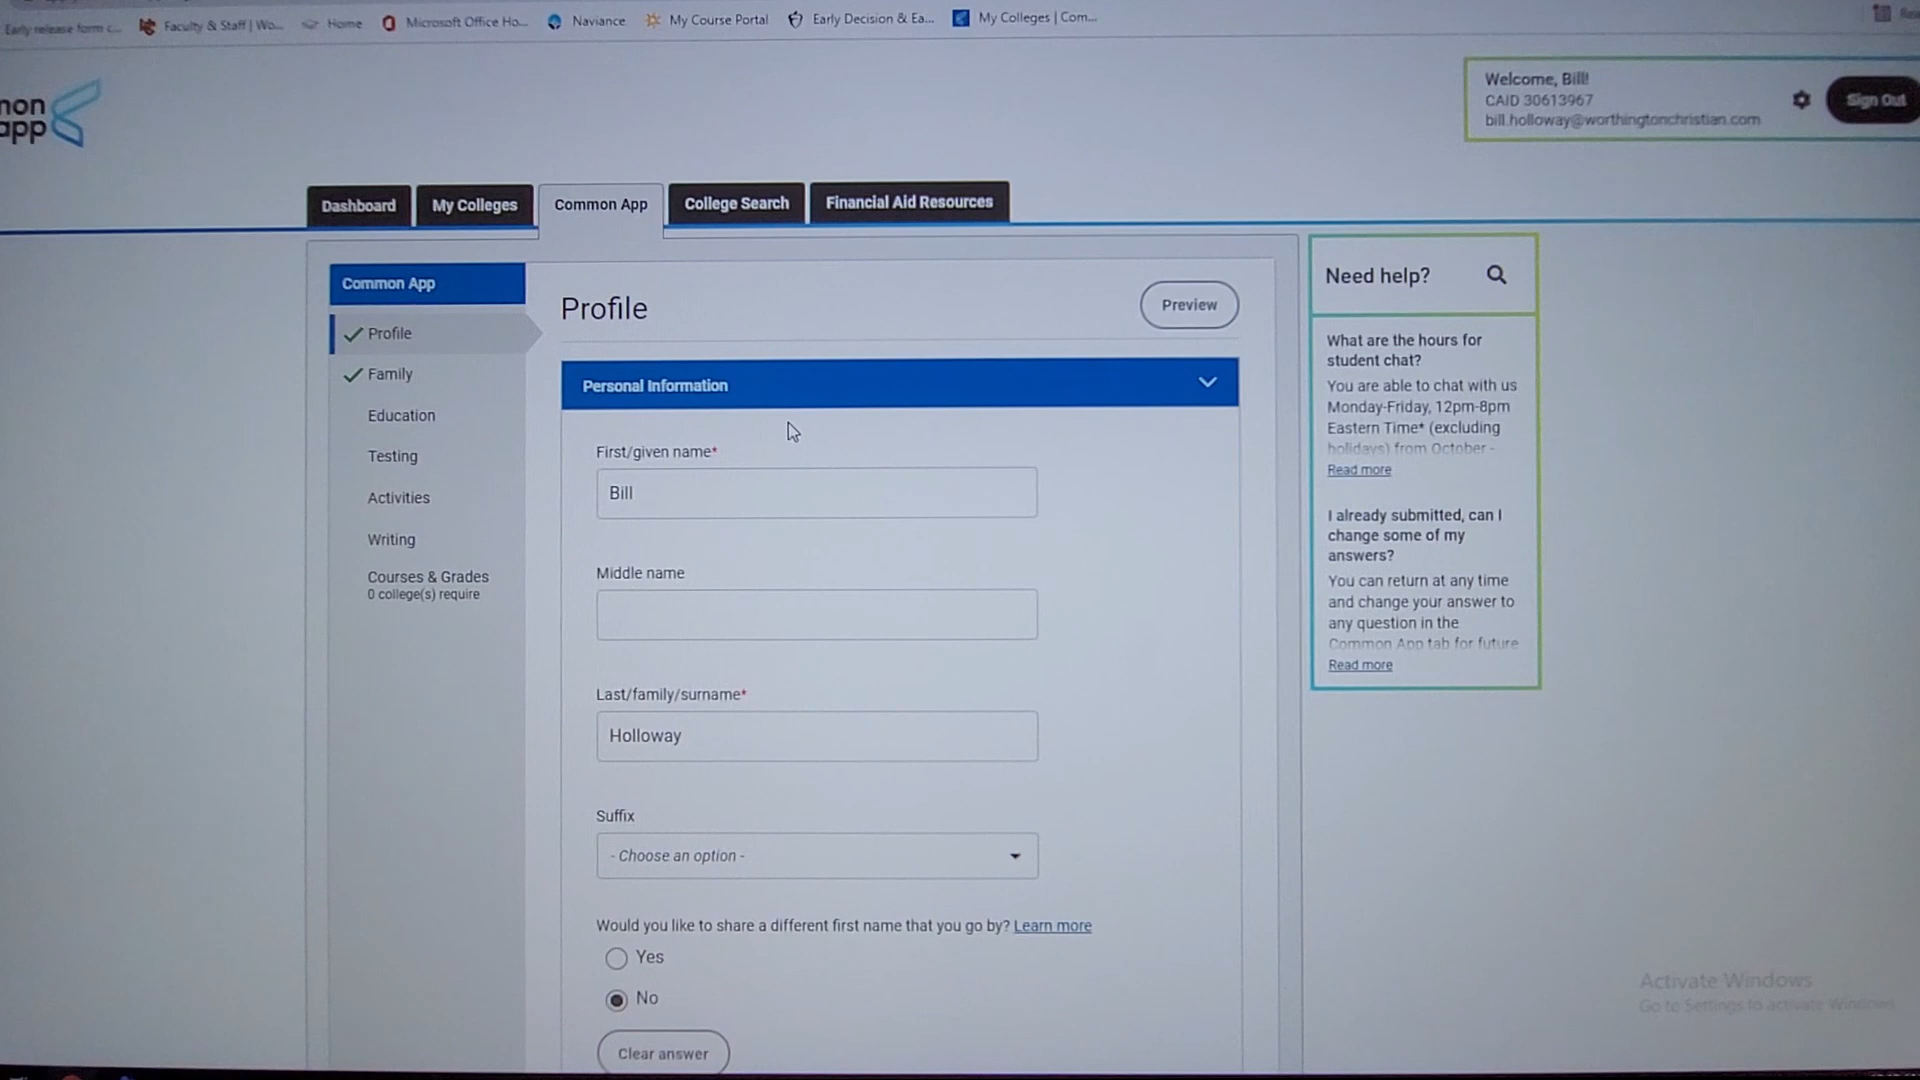 Early release form c...
Faculty & Staff | Wo...
Home
Microsoft Office Ho...
Naviance
My Course Portal
Early Decision & Ea...
My Colleges | Com...
mon
app
Welcome, Bill!
CAID 30613967
bill.holloway@worthingtonchristian.com
Sign Out
Dashboard
My Colleges
Common App
College Search
Financial Aid Resources
Common App
Profile
Family
Education
Testing
Activities
Writing
Courses & Grades
0 college(s) require
Profile
Preview
Personal Information
First/given name*
Bill
Middle name
Last/family/surname*
Holloway
Suffix
- Choose an option -
Would you like to share a different first name that you go by? Learn more
Yes
No
Clear answer
Need help?
What are the hours for
student chat?
You are able to chat with us
Monday-Friday, 12pm-8pm
Eastern Time* (excluding
holidays) from October -
Read more
I already submitted, can I
change some of my
answers?
You can return at any time
and change your answer to
any question in the
Common App tab for future
Read more
Activate Windows
Go to Settings to activate Windows.